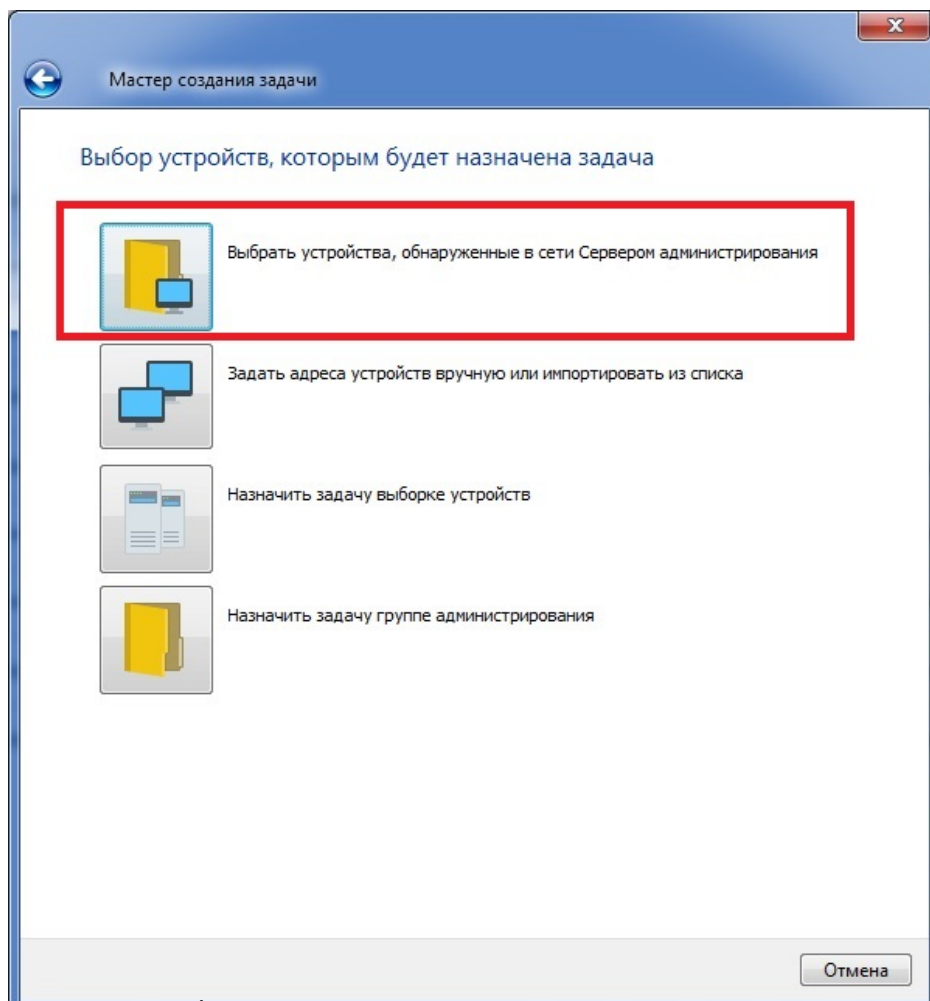 Мастер создания задачи
Выбор устройств, которым будет назначена задача
Выбрать устройства, обнаруженные в сети Сервером администрирования
Задать адреса устройств вручную или импортировать из списка
Назначить задачу выборке устройств
Назначить задачу группе администрирования
Отмена